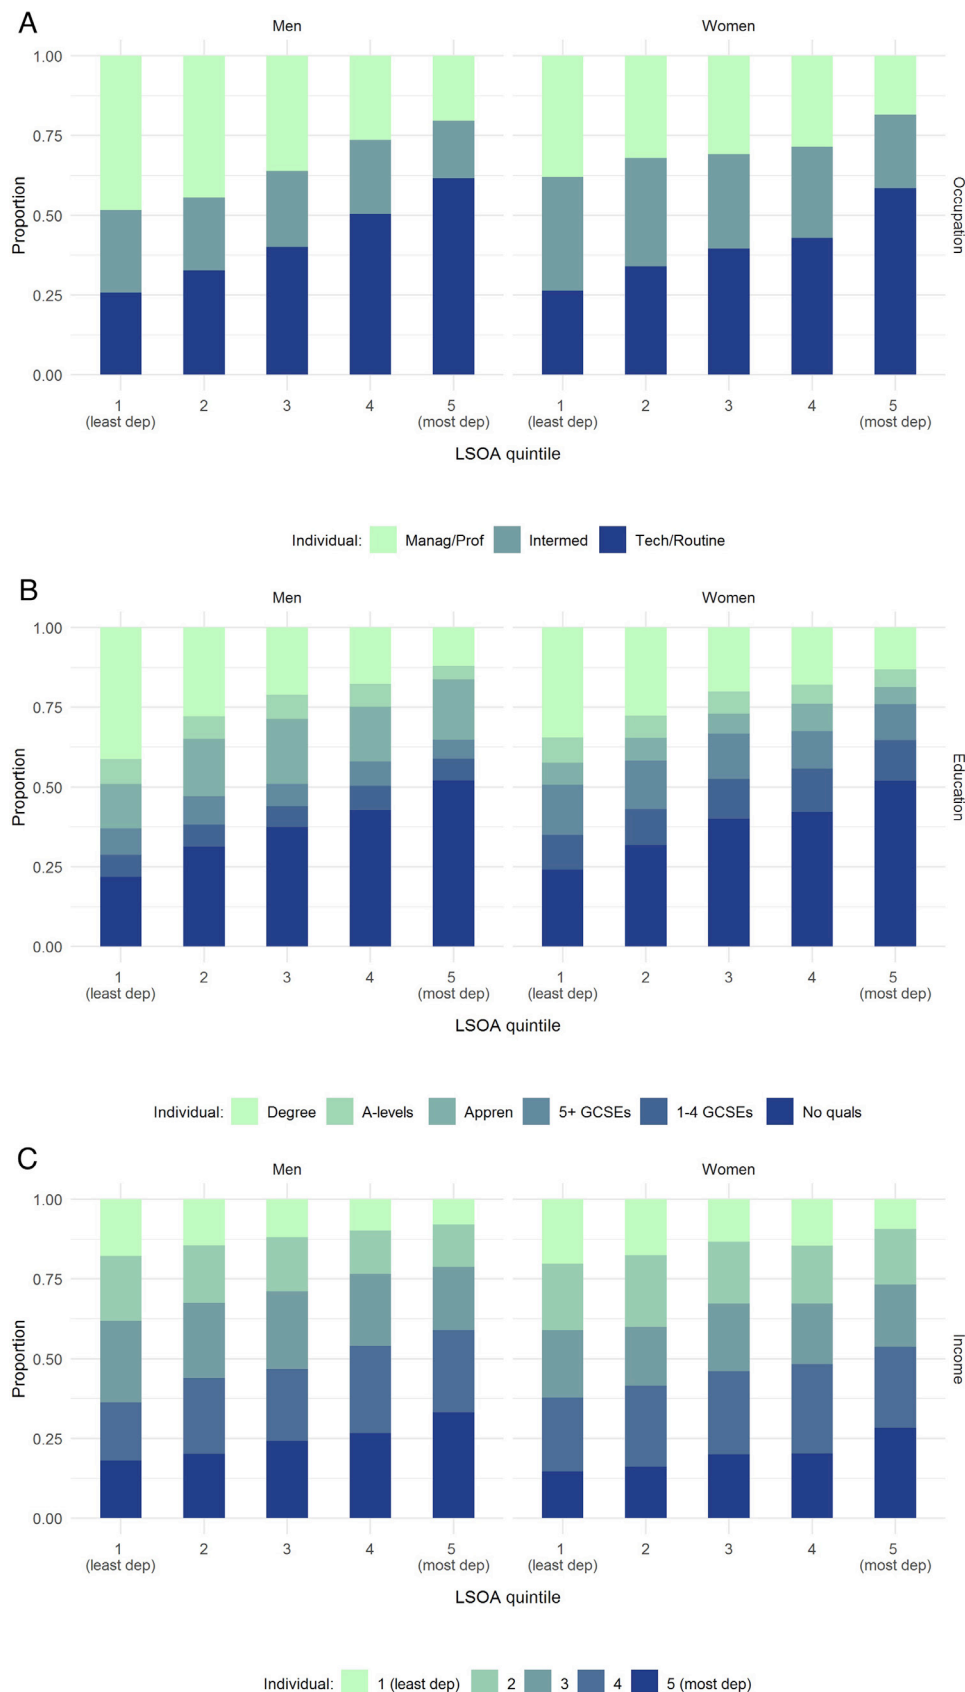 A
Men
Women
1.00
0.75
0.50
0.25
0.00
Proportion
Occupation
1 2 3 4 5 1 2 3 4 5
(least dep) (most dep) (least dep) (most dep)
LSOA quintile
Individual: Manag/Prof Intermed Tech/Routine
B
Men
Women
1.00
0.75
0.50
0.25
0.00
Proportion
Education
1 2 3 4 5 1 2 3 4 5
(least dep) (most dep) (least dep) (most dep)
LSOA quintile
Individual: Degree A-levels Appren 5+ GCSEs 1-4 GCSEs No quals
C
Men
Women
1.00
0.75
0.50
0.25
0.00
Proportion
Income
1 2 3 4 5 1 2 3 4 5
(least dep) (most dep) (least dep) (most dep)
LSOA quintile
Individual: 1 (least dep) 2 3 4 5 (most dep)